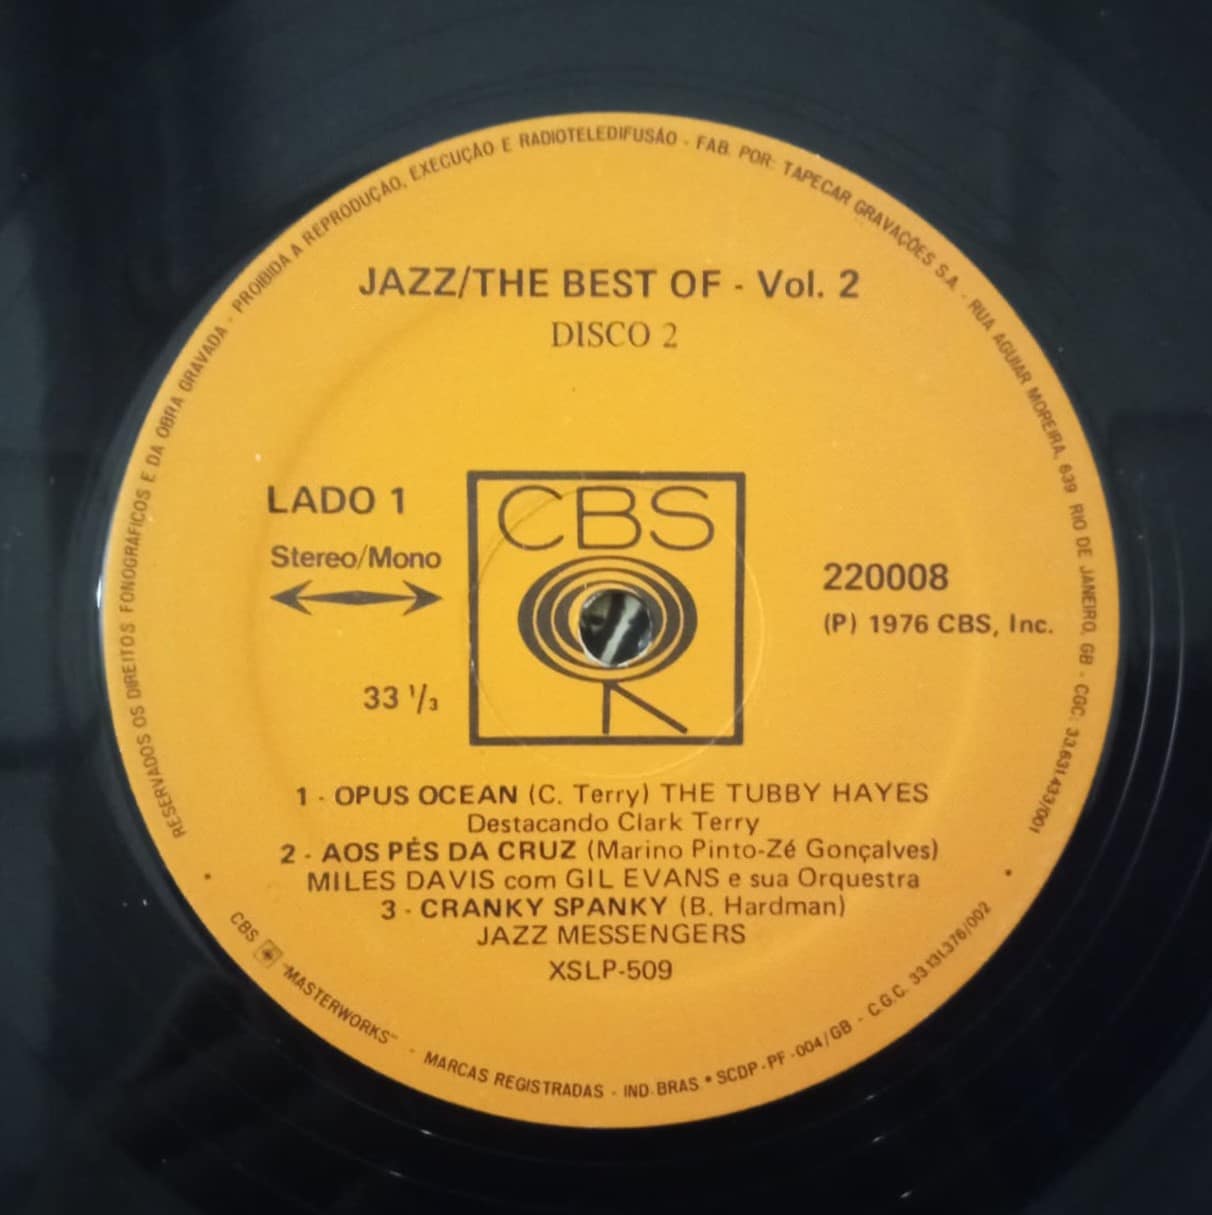 RESERVADOS OS DIREITOS FONOGRÁFICOS E DA OBRA GRAVADA - PROIBIDA A REPRODUÇÃO, EXECUÇÃO E RADIOTELEDIFUSÃO - FAB. POR: TAPECAR GRAVAÇÕES S.A. - RUA AGUIAR MOREIRA, 639 RIO DE JANEIRO, GB - CGC: 33.631.433/001
JAZZ/THE BEST OF - Vol. 2
DISCO 2
LADO 1
Stereo/Mono
33 1/3
CBS
220008
(P) 1976 CBS, Inc.
1 - OPUS OCEAN (C. Terry) THE TUBBY HAYES
Destacando Clark Terry
2 - AOS PÉS DA CRUZ (Marino Pinto-Zé Gonçalves)
MILES DAVIS com GIL EVANS e sua Orquestra
3 - CRANKY SPANKY (B. Hardman)
JAZZ MESSENGERS
XSLP-509
CBS "MASTERWORKS" - MARCAS REGISTRADAS - IND. BRAS. • SCDP-PF-004/GB - C.G.C. 33.131.376/002